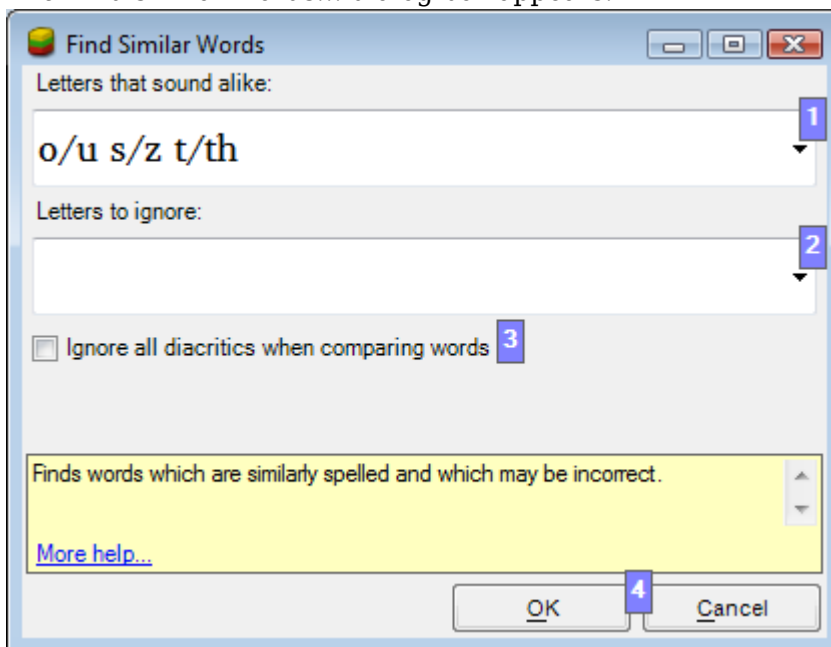 Find Similar Words
Letters that sound alike:
1
o/u s/z t/th
Letters to ignore:
2
Ignore all diacritics when comparing words 3
Finds words which are similarly spelled and which may be incorrect.
More help...
4
OK Cancel